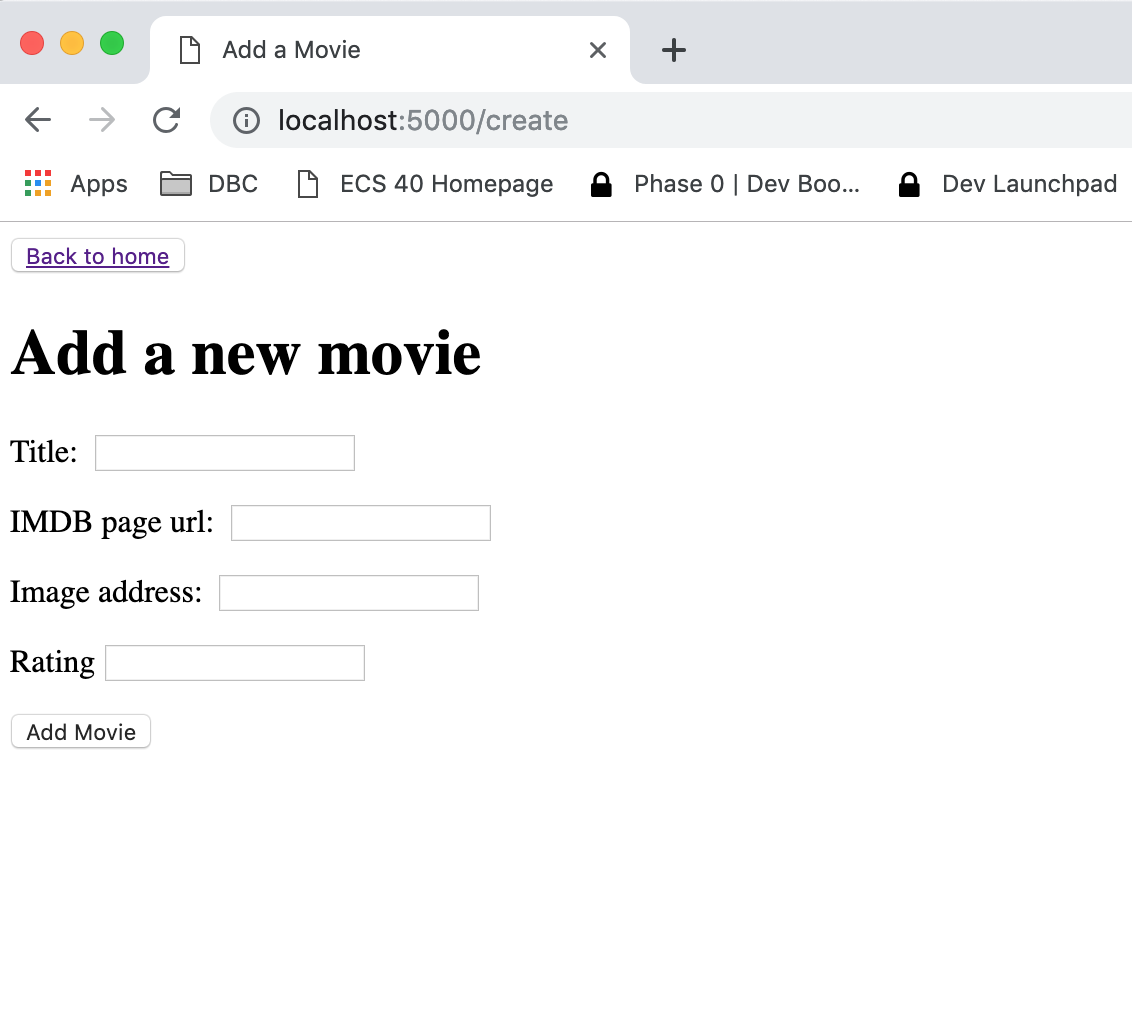 Add a Movie
localhost:5000/create
Apps DBC ECS 40 Homepage Phase 0 | Dev Boo... Dev Launchpad
Back to home
Add a new movie
Title:
IMDB page url:
Image address:
Rating
Add Movie